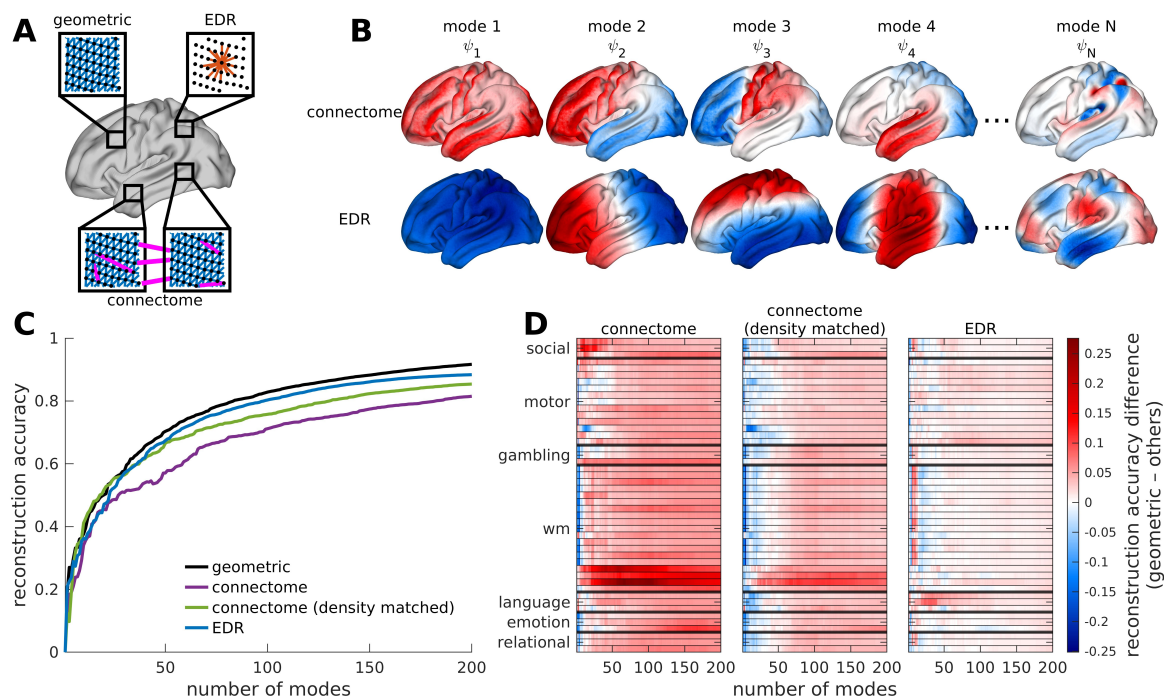 A
geometric
EDR
connectome
B
mode 1
mode 2
mode 3
mode 4
mode N
ψ1
ψ2
ψ3
ψ4
ψN
connectome
...
EDR
...
C
1
0.8
0.6
0.4
0.2
0
50
100
150
200
reconstruction accuracy
number of modes
geometric
connectome
connectome (density matched)
EDR
D
connectome
connectome
(density matched)
EDR
social
motor
gambling
wm
language
emotion
relational
0 50 100 150 200
0 50 100 150 200
0 50 100 150 200
number of modes
0.25
0.2
0.15
0.1
0.05
0
-0.05
-0.1
-0.15
-0.2
-0.25
reconstruction accuracy difference
(geometric – others)